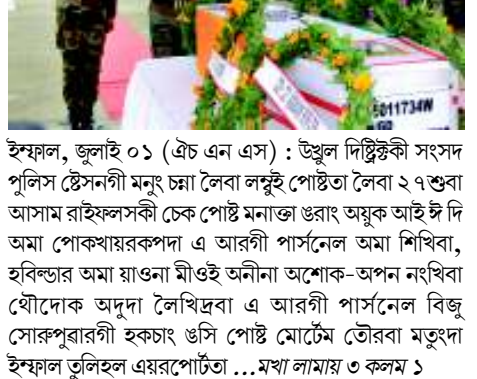 5011734W
ইম্ফাল, জুলাই ০১ (ঐচ এন এস) : উখ্রুল দিষ্ট্রিক্টকী সংসদ
পুলিস ষ্টেসনগী মনুং চন্না লৈবা লম্বুই পোষ্টতা লৈবা ২৭শুবা
আসাম রাইফলসকী চেক পোষ্ট মনাক্তা ঙরাং অয়ুক আই ঈ দি
অমা পোকখায়রকপদা এ আরগী পার্সনেল অমা শিখিবা,
হবিল্ডার অমা য়াওনা মীওই অনীনা অশোক-অপন নংখিবা
থৌদোক অদুদা লৈখিদ্রবা এ আরগী পার্সনেল বিজু
সোরুপুৱারগী হকচাং ঙসি পোষ্ট মোর্টেম তৌরবা মতুংদা
ইম্ফাল তুলিহল এয়রপোর্টতা ...মখা লামায় ৩ কলম ১